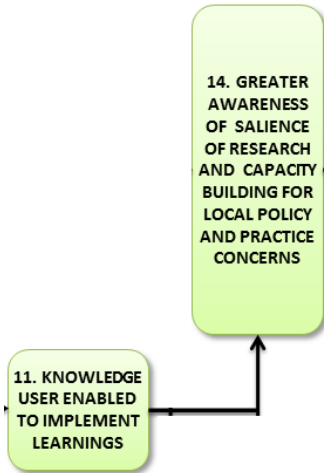 14. GREATER
AWARENESS
OF SALIENCE
OF RESEARCH
AND CAPACITY
BUILDING FOR
LOCAL POLICY
AND PRACTICE
CONCERNS
11. KNOWLEDGE
USER ENABLED
TO IMPLEMENT
LEARNINGS